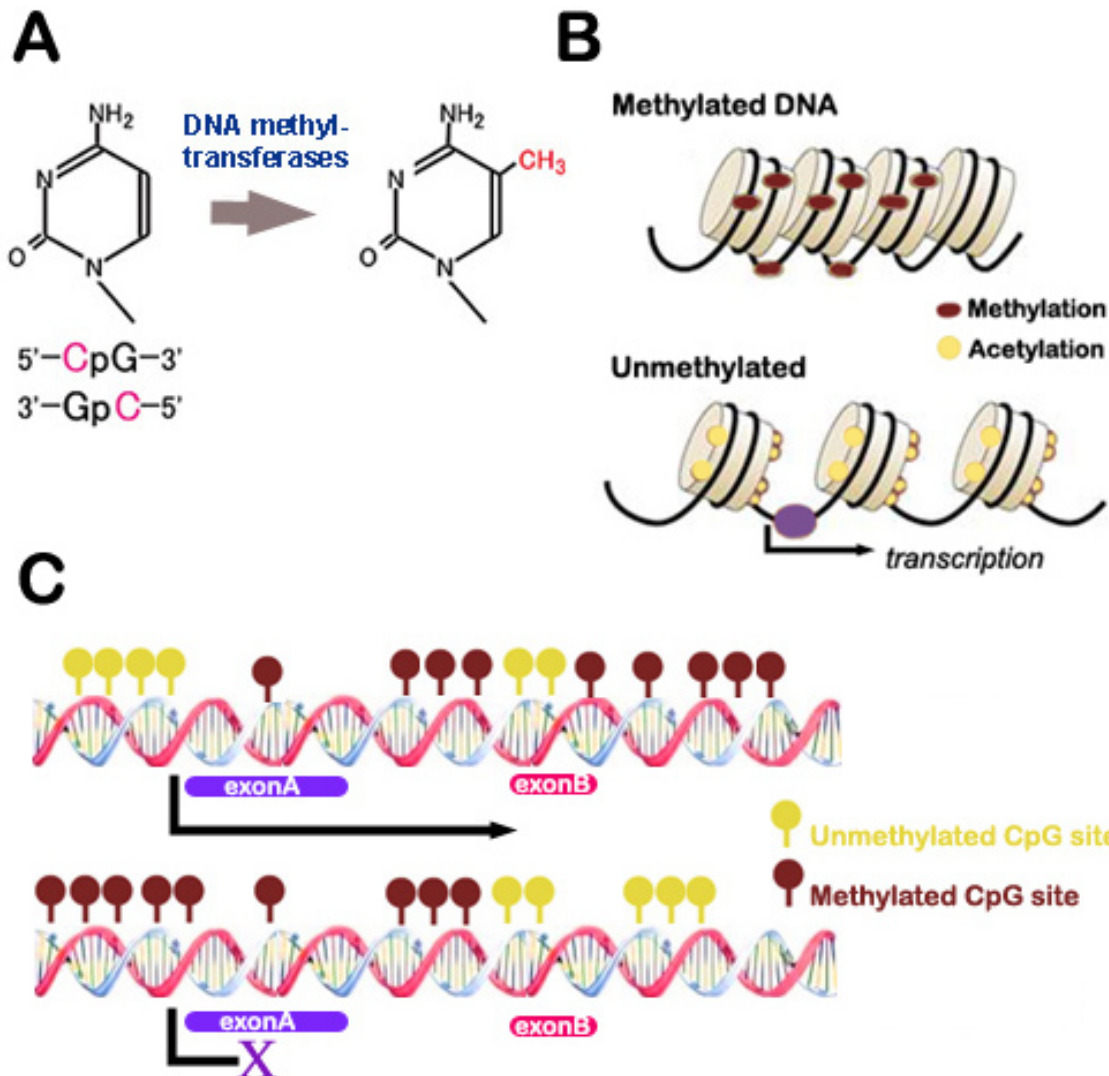 A
NH₂
N
O
N
DNA methyl-
transferases
NH₂
CH₃
N
O
N
5'-CpG-3'
3'-GpC-5'
B
Methylated DNA
Methylation
Acetylation
Unmethylated
transcription
C
exonA
exonB
Unmethylated CpG site
Methylated CpG site
exonA
exonB
X